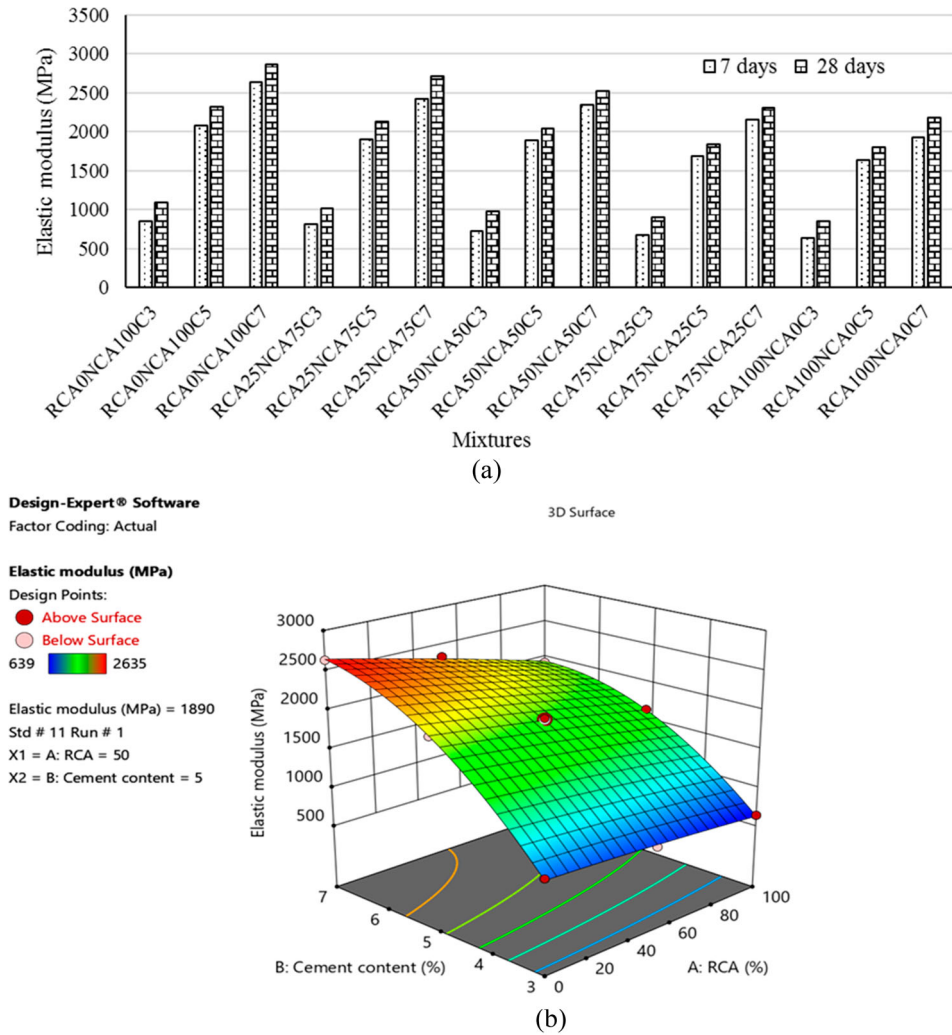 3500
3000
2500
2000
1500
1000
500
0
Elastic modulus (MPa)
7 days 28 days
RCA0NCA100C3
RCA0NCA100C5
RCA0NCA100C7
RCA25NCA75C3
RCA25NCA75C5
RCA25NCA75C7
RCA50NCA50C3
RCA50NCA50C5
RCA50NCA50C7
RCA75NCA25C3
RCA75NCA25C5
RCA75NCA25C7
RCA100NCA0C3
RCA100NCA0C5
RCA100NCA0C7
Mixtures
(a)
Design-Expert® Software
Factor Coding: Actual
Elastic modulus (MPa)
Design Points:
Above Surface
Below Surface
639 2635
Elastic modulus (MPa) = 1890
Std # 11 Run # 1
X1 = A: RCA = 50
X2 = B: Cement content = 5
3D Surface
3000
2500
2000
1500
1000
500
Elastic modulus (MPa)
7
6
5
4
3
B: Cement content (%)
0
20
40
60
80
100
A: RCA (%)
(b)